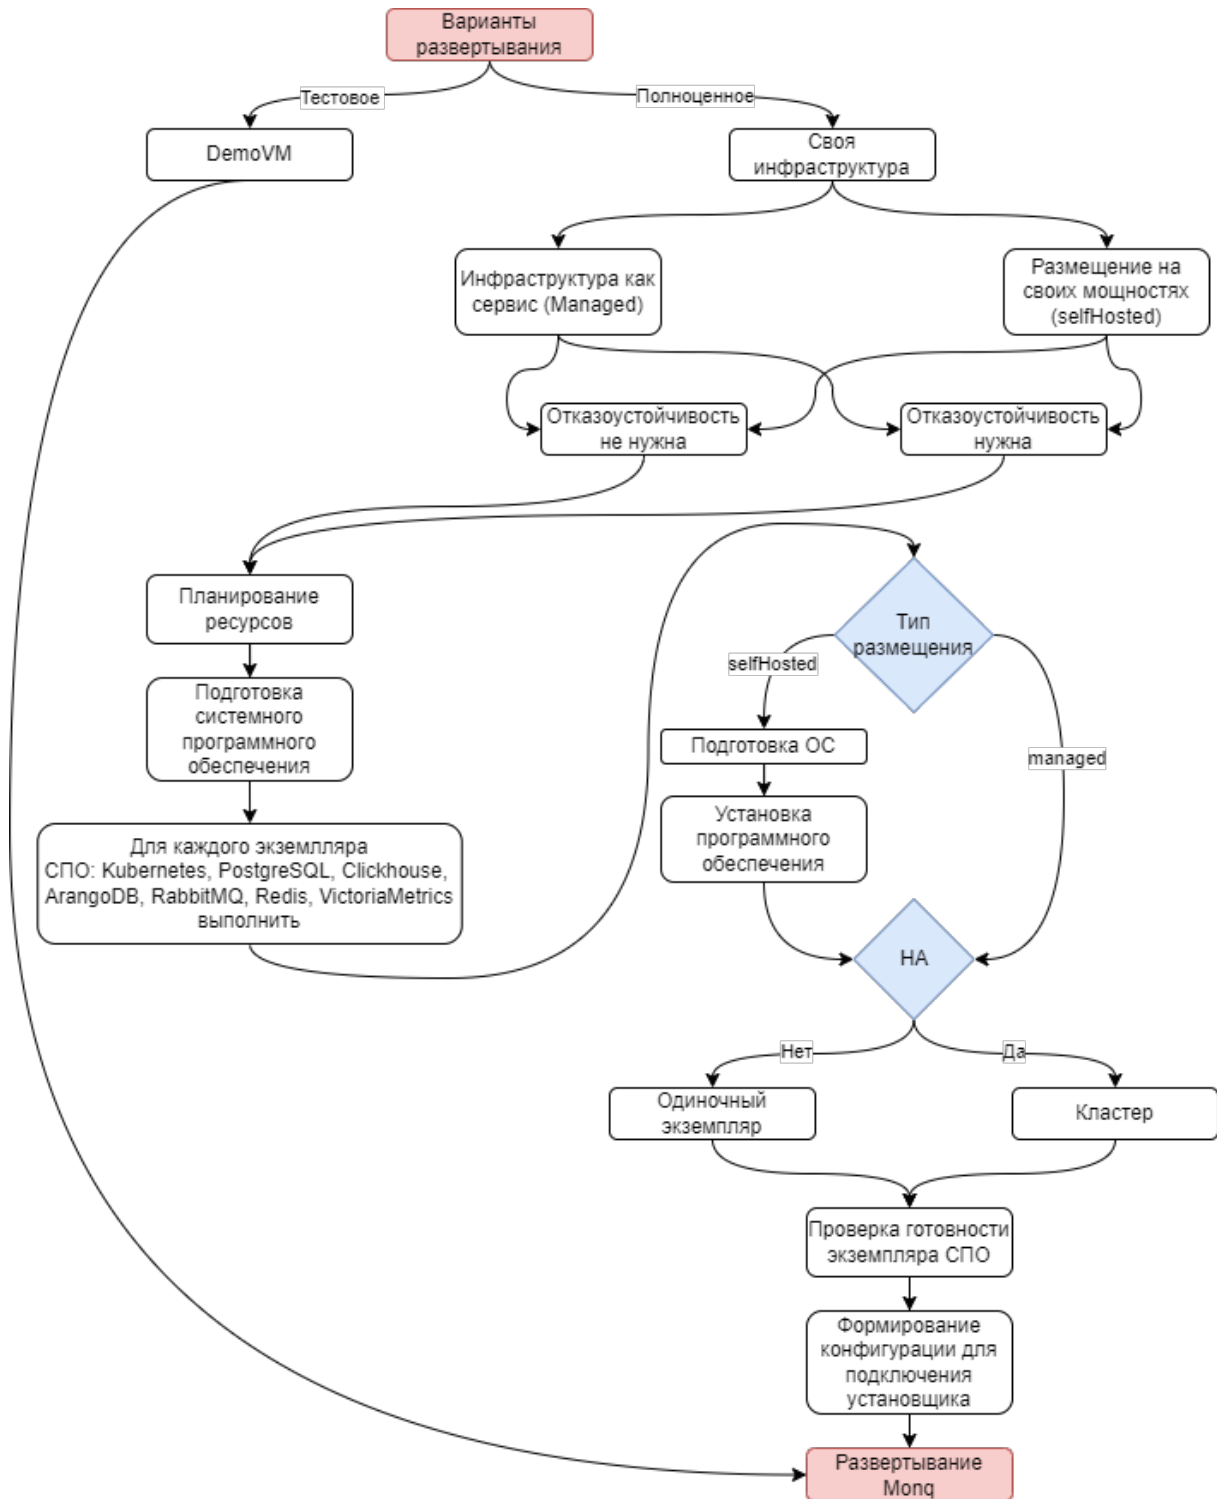 Варианты
развертывания
Тестовое
Полноценное
DemoVM
Своя
инфраструктура
Инфраструктура как
сервис (Managed)
Размещение на
своих мощностях
(selfHosted)
Отказоустойчивость
не нужна
Отказоустойчивость
нужна
Планирование
ресурсов
Подготовка
системного
программного
обеспечения
Для каждого экземлляра
СПО: Kubernetes, PostgreSQL, Clickhouse,
ArangoDB, RabbitMQ, Redis, VictoriaMetrics
выполнить
Тип
размещения
selfHosted
managed
Подготовка ОС
Установка
программного
обеспечения
HA
Нет
Да
Одиночный
экземпляр
Кластер
Проверка готовности
экземпляра СПО
Формирование
конфигурации для
подключения
установщика
Развертывание
Monq